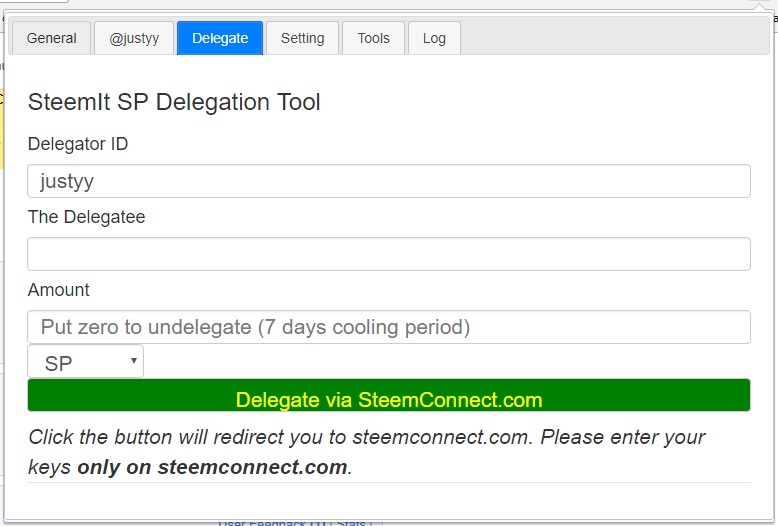 General @justyy Delegate Setting Tools Log
SteemIt SP Delegation Tool
Delegator ID
justyy
The Delegatee
Amount
Put zero to undelegate (7 days cooling period)
SP
Delegate via SteemConnect.com
Click the button will redirect you to steemconnect.com. Please enter your
keys only on steemconnect.com.